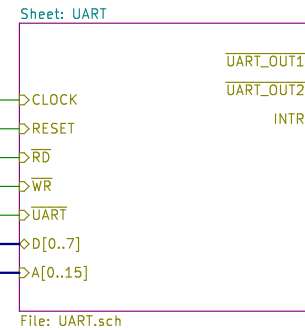 Sheet: UART
UART_OUT1
UART_OUT2
INTR
CLOCK
RESET
RD
WR
UART
D[0..7]
A[0..15]
File: UART.sch